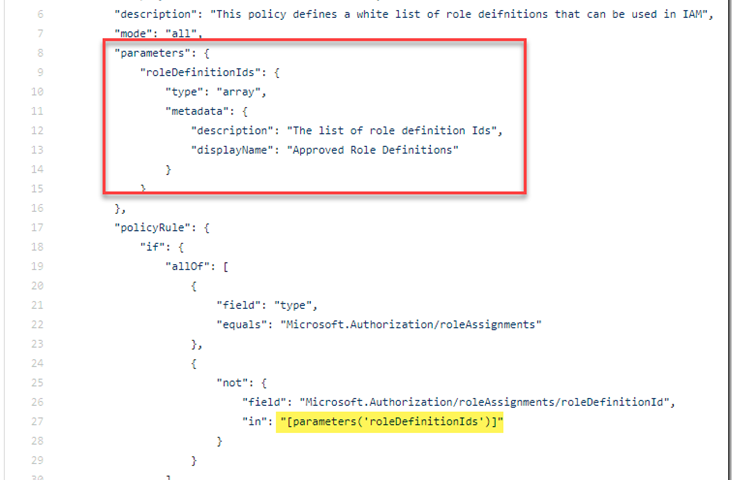 6 "description": "This policy defines a white list of role deifnitions that can be used in IAM",
7 "mode": "all",
8 "parameters": {
9 "roleDefinitionIds": {
10 "type": "array",
11 "metadata": {
12 "description": "The list of role definition Ids",
13 "displayName": "Approved Role Definitions"
14 }
15 }
16 },
17 "policyRule": {
18 "if": {
19 "allOf": [
20 {
21 "field": "type",
22 "equals": "Microsoft.Authorization/roleAssignments"
23 },
24 {
25 "not": {
26 "field": "Microsoft.Authorization/roleAssignments/roleDefinitionId",
27 "in": "[parameters('roleDefinitionIds')]"
28 }
29 }
30 ]